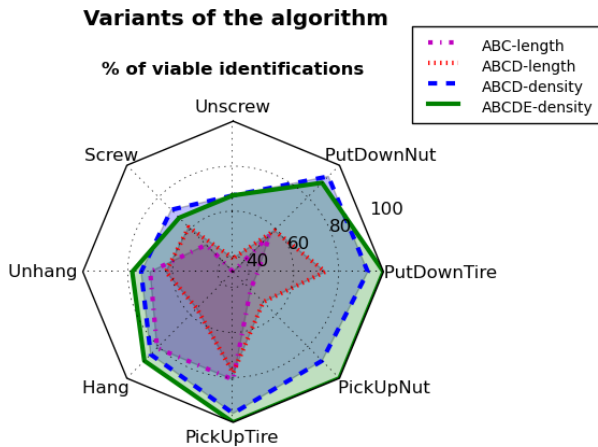 Variants of the algorithm
% of viable identifications
ABC-length
ABCD-length
ABCD-density
ABCDE-density
Unscrew
Screw
PutDownNut
100
80
60
40
Unhang
PutDownTire
Hang
PickUpNut
PickUpTire